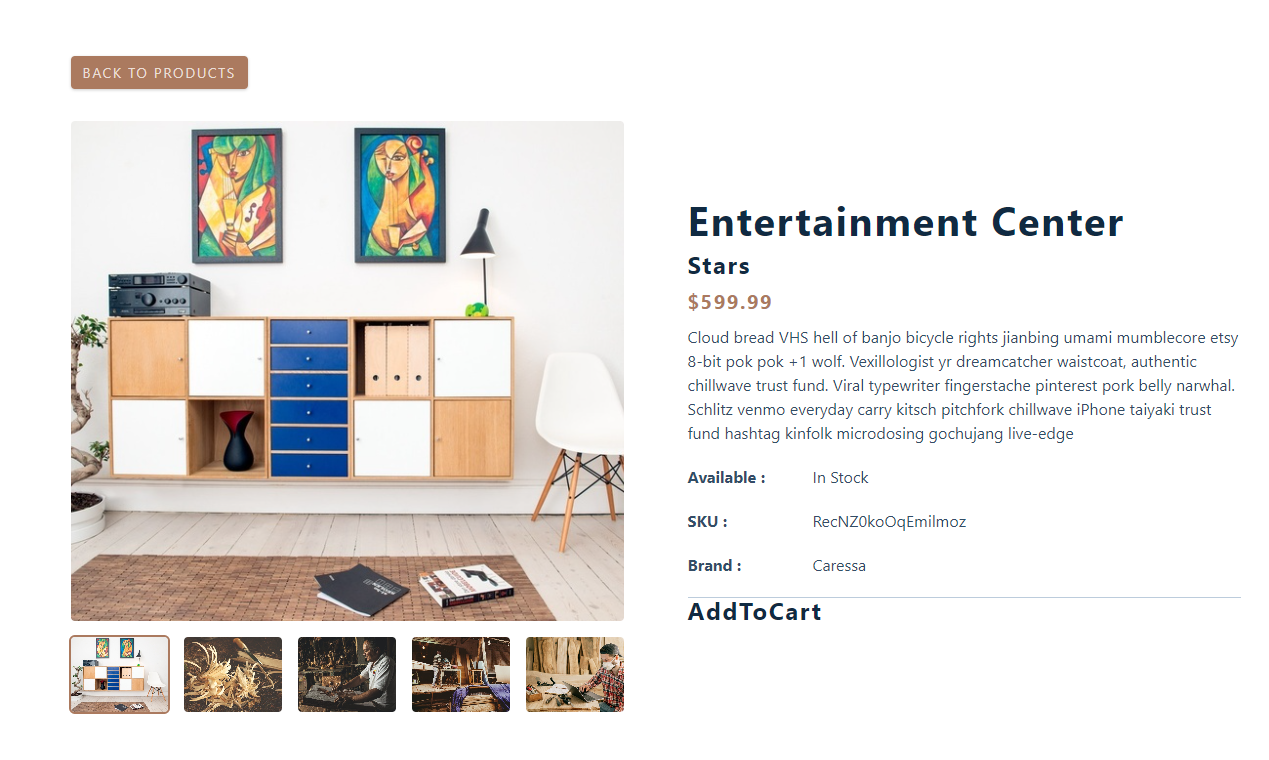 BACK TO PRODUCTS
Entertainment Center
Stars
$599.99
Cloud bread VHS hell of banjo bicycle rights jianbing umami mumblecore etsy
8-bit pok pok +1 wolf. Vexillologist yr dreamcatcher waistcoat, authentic
chillwave trust fund. Viral typewriter fingerstache pinterest pork belly narwhal.
Schlitz venmo everyday carry kitsch pitchfork chillwave iPhone taiyaki trust
fund hashtag kinfolk microdosing gochujang live-edge
Available : In Stock
SKU : RecNZ0koOqEmilmoz
Brand : Caressa
AddToCart